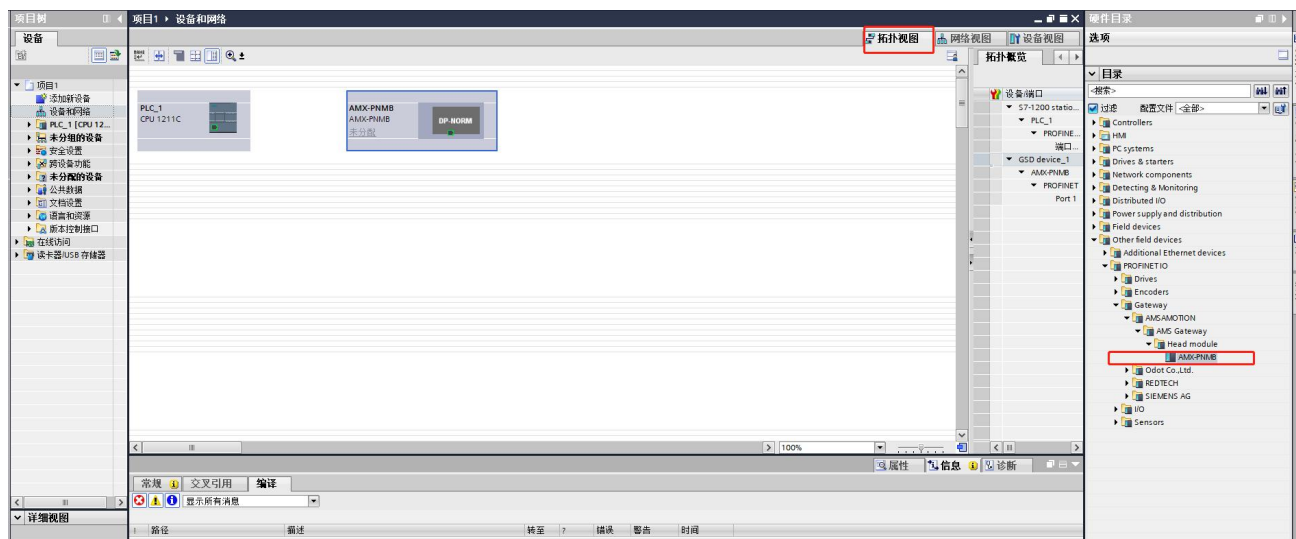 项目树
项目1 › 设备和网络
硬件目录
设备
拓扑视图
网络视图
设备视图
选项
拓扑概览
项目1
添加新设备
设备和网络
PLC_1 [CPU 12...
未分组的设备
安全设置
跨设备功能
未分配的设备
公共数据
文档设置
语言和资源
版本控制接口
在线访问
读卡器/USB 存储器
详细视图
PLC_1
CPU 1211C
AMX-PNMB
AMX-PNMB
未分配
DP-NORM
设备/端口
S7-1200 statio...
PLC_1
PROFINE...
端口...
GSD device_1
AMX-PNMB
PROFINET
Port 1
100%
属性
信息
诊断
常规
交叉引用
编译
显示所有消息
!
路径
描述
转至
?
错误
警告
时间
目录
<搜索>
过滤
配置文件
<全部>
Controllers
HMI
PC systems
Drives & starters
Network components
Detecting & Monitoring
Distributed I/O
Power supply and distribution
Field devices
Other field devices
Additional Ethernet devices
PROFINET IO
Drives
Encoders
Gateway
AMSAMOTION
AMS Gateway
Head module
AMX-PNMB
Odot Co.,Ltd.
REDTECH
SIEMENS AG
I/O
Sensors